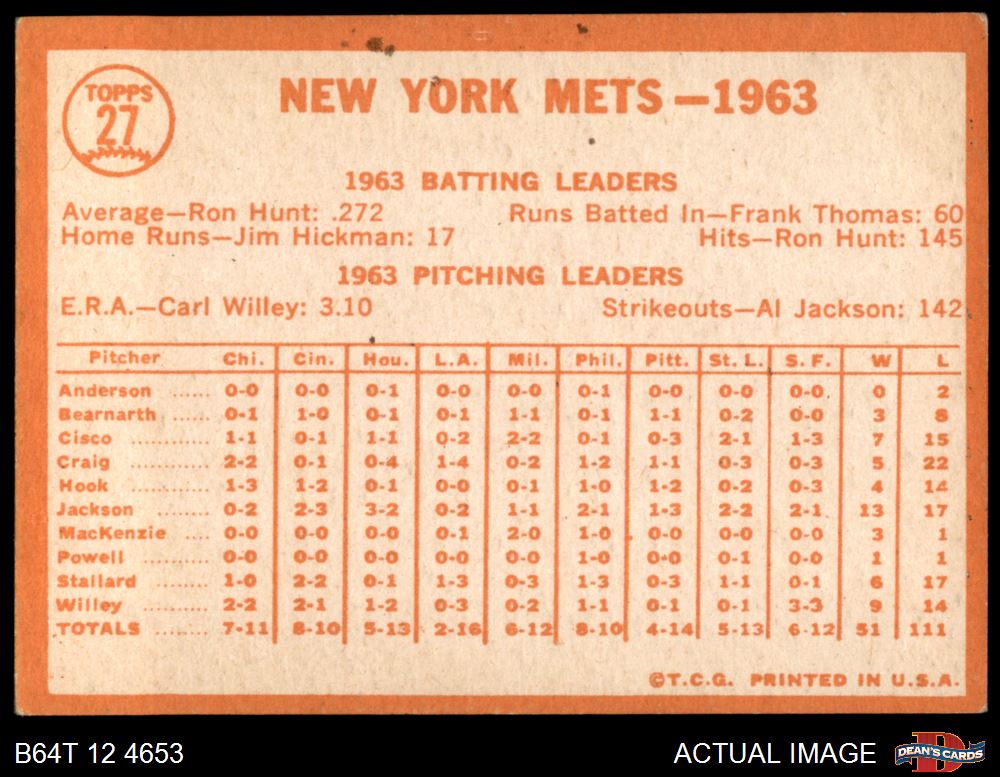 TOPPS
27
NEW YORK METS—1963
1963 BATTING LEADERS
Average—Ron Hunt: .272 Runs Batted In—Frank Thomas: 60
Home Runs—Jim Hickman: 17 Hits—Ron Hunt: 145
1963 PITCHING LEADERS
E.R.A.—Carl Willey: 3.10 Strikeouts—Al Jackson: 142
Pitcher Chi. Cin. Hou. L.A. Mil. Phil. Pitt. St. L. S.F. W L
Anderson ...... 0-0 0-0 0-1 0-0 0-0 0-1 0-0 0-0 0-0 0 2
Bearnarth ...... 0-1 1-0 0-1 0-1 1-1 0-1 1-1 0-2 0-0 3 8
Cisco ........... 1-1 0-1 1-1 0-2 2-2 0-1 0-3 2-1 1-3 7 15
Craig ........... 2-2 0-1 0-4 1-4 0-2 1-2 1-1 0-3 0-3 5 22
Hook ........... 1-3 1-2 0-1 0-0 0-1 1-0 1-2 0-2 0-3 4 14
Jackson ........ 0-2 2-3 3-2 0-2 1-1 2-1 1-3 2-2 2-1 13 17
MacKenzie .... 0-0 0-0 0-0 0-1 2-0 1-0 0-0 0-0 0-0 3 1
Powell ......... 0-0 0-0 0-0 0-0 0-0 1-0 0-0 0-1 0-0 1 1
Stallard ........ 1-0 2-2 0-1 1-3 0-3 1-3 0-3 1-1 0-1 6 17
Willey ......... 2-2 2-1 1-2 0-3 0-2 1-1 0-1 0-1 3-3 9 14
TOTALS ....... 7-11 8-10 5-13 2-16 6-12 8-10 4-14 5-13 6-12 51 111
©T.C.G. PRINTED IN U.S.A.
B64T 12 4653 ACTUAL IMAGE D DEAN'S CARDS